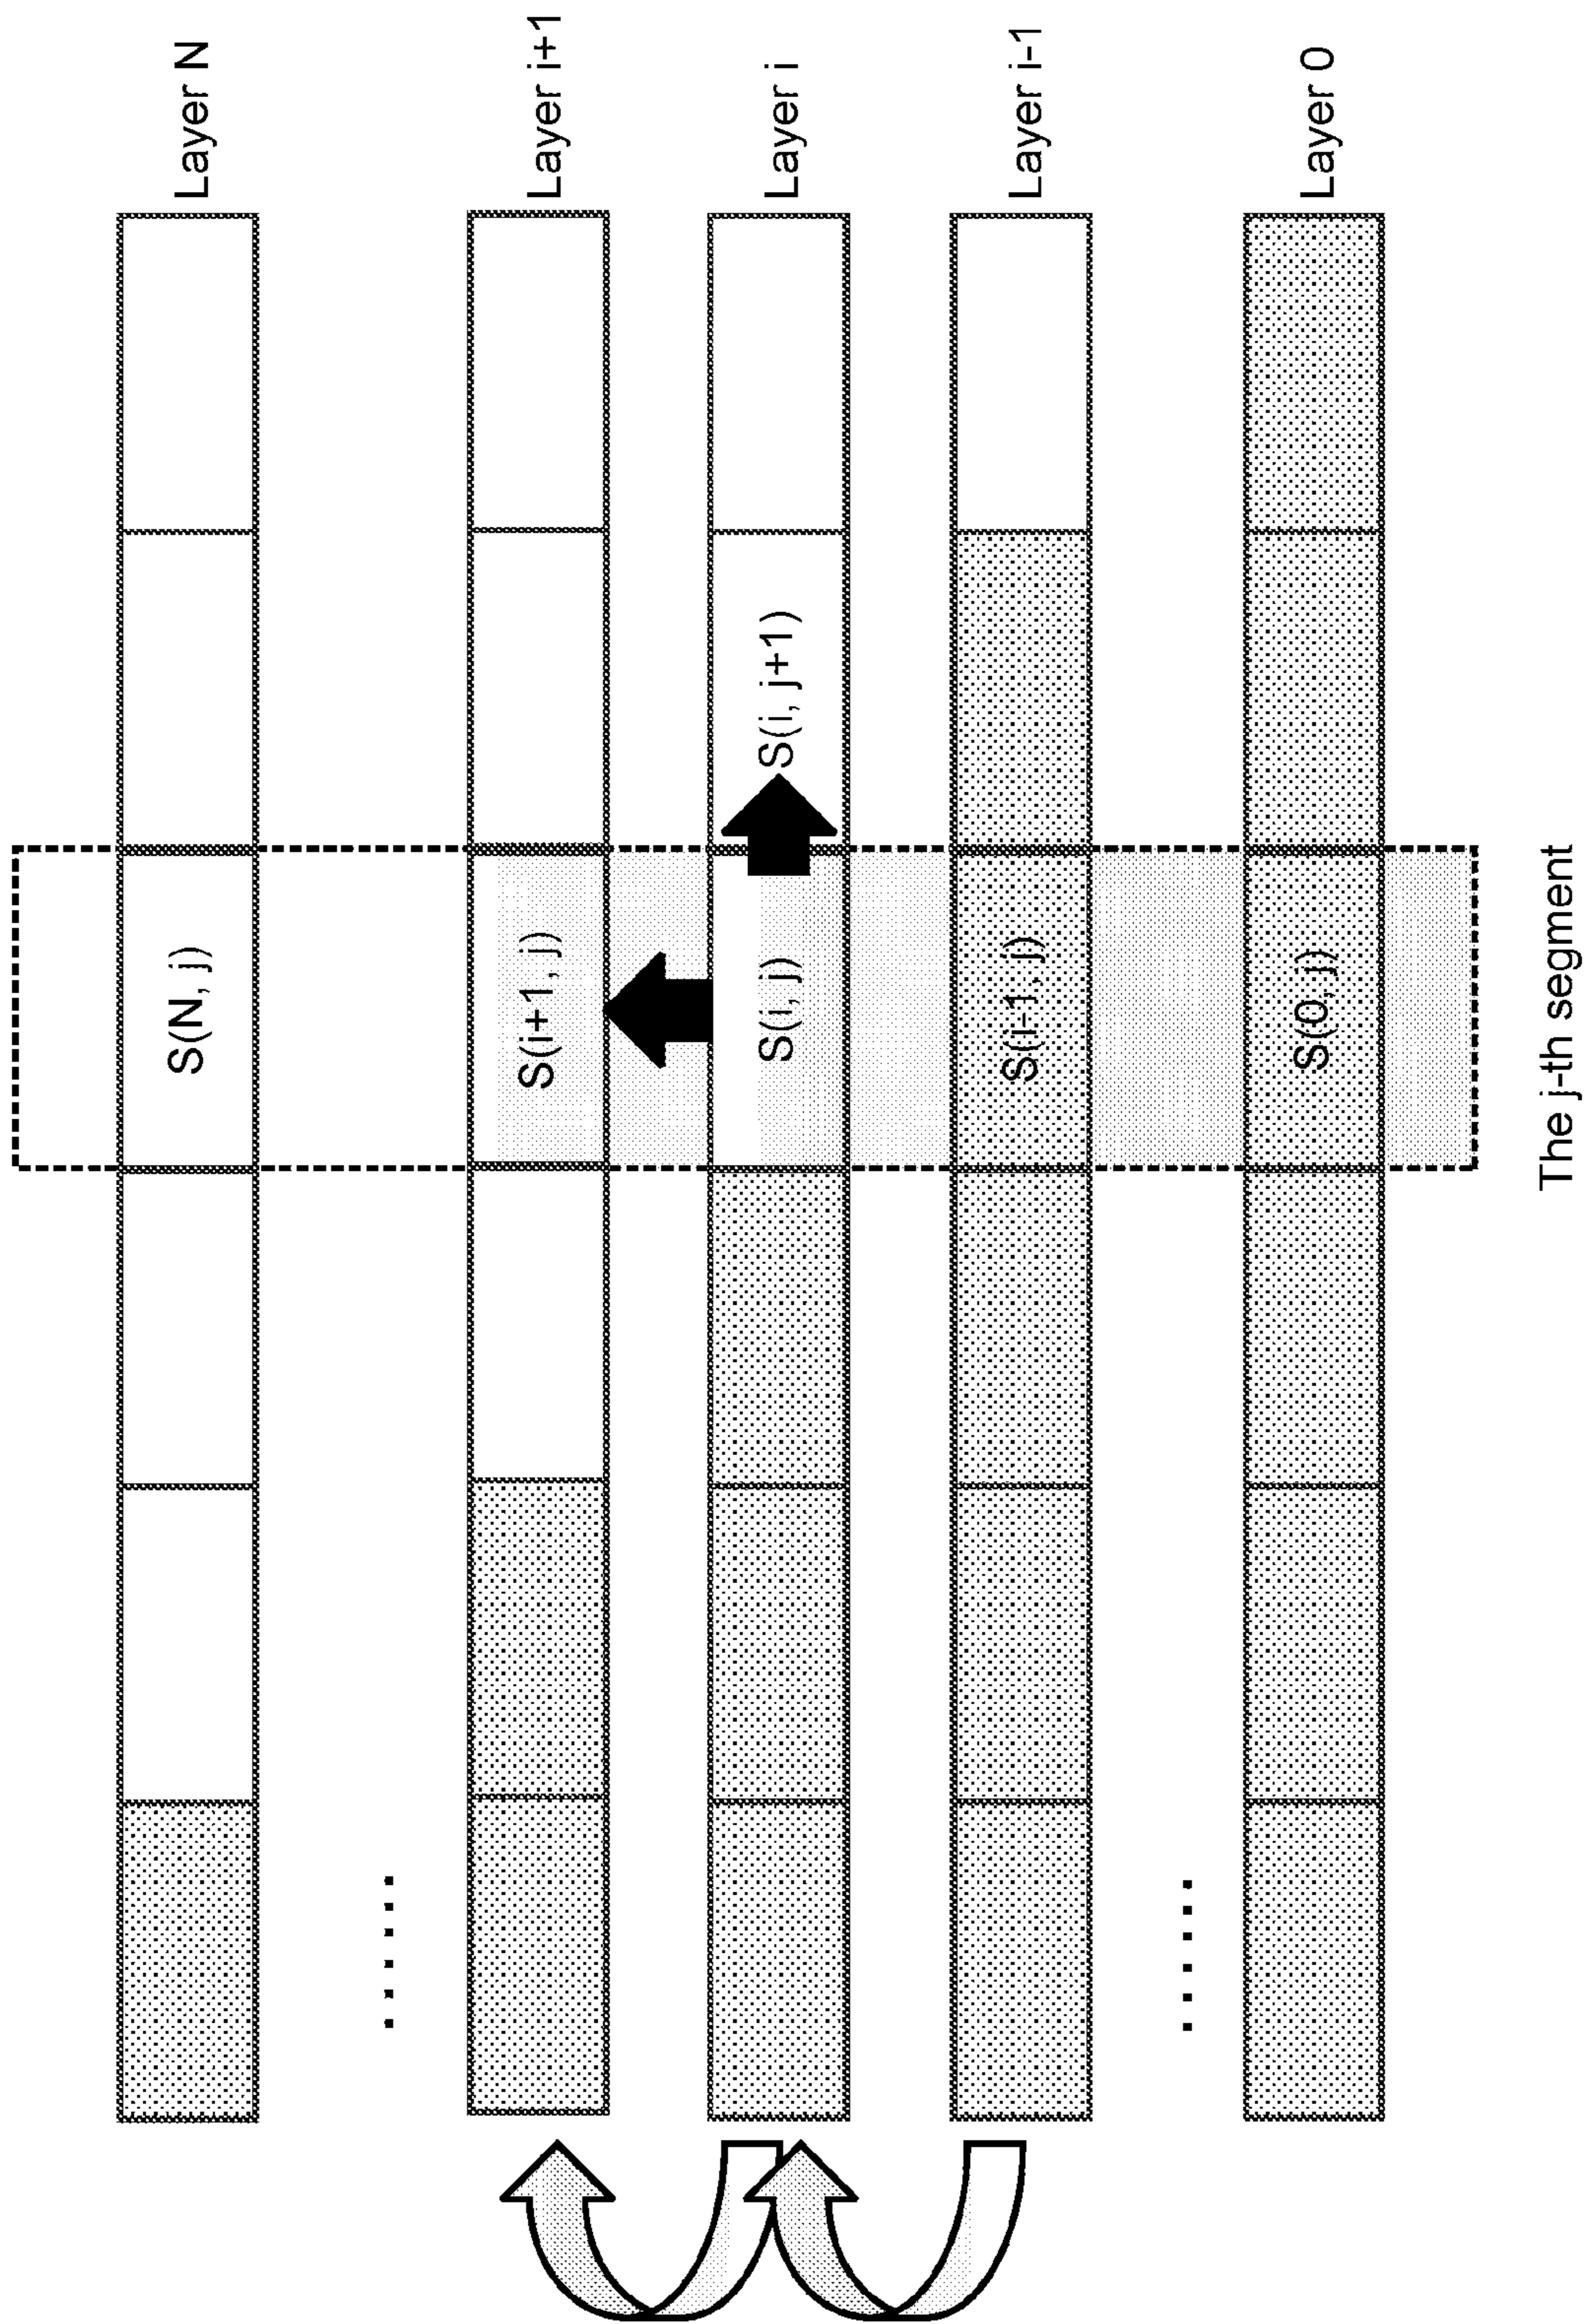 Layer N
S(N, j)
Layer i+1
S(i+1, j)
Layer i
S(i, j)
S(i, j+1)
Layer i-1
S(i-1, j)
Layer 0
S(0, j)
The j-th segment